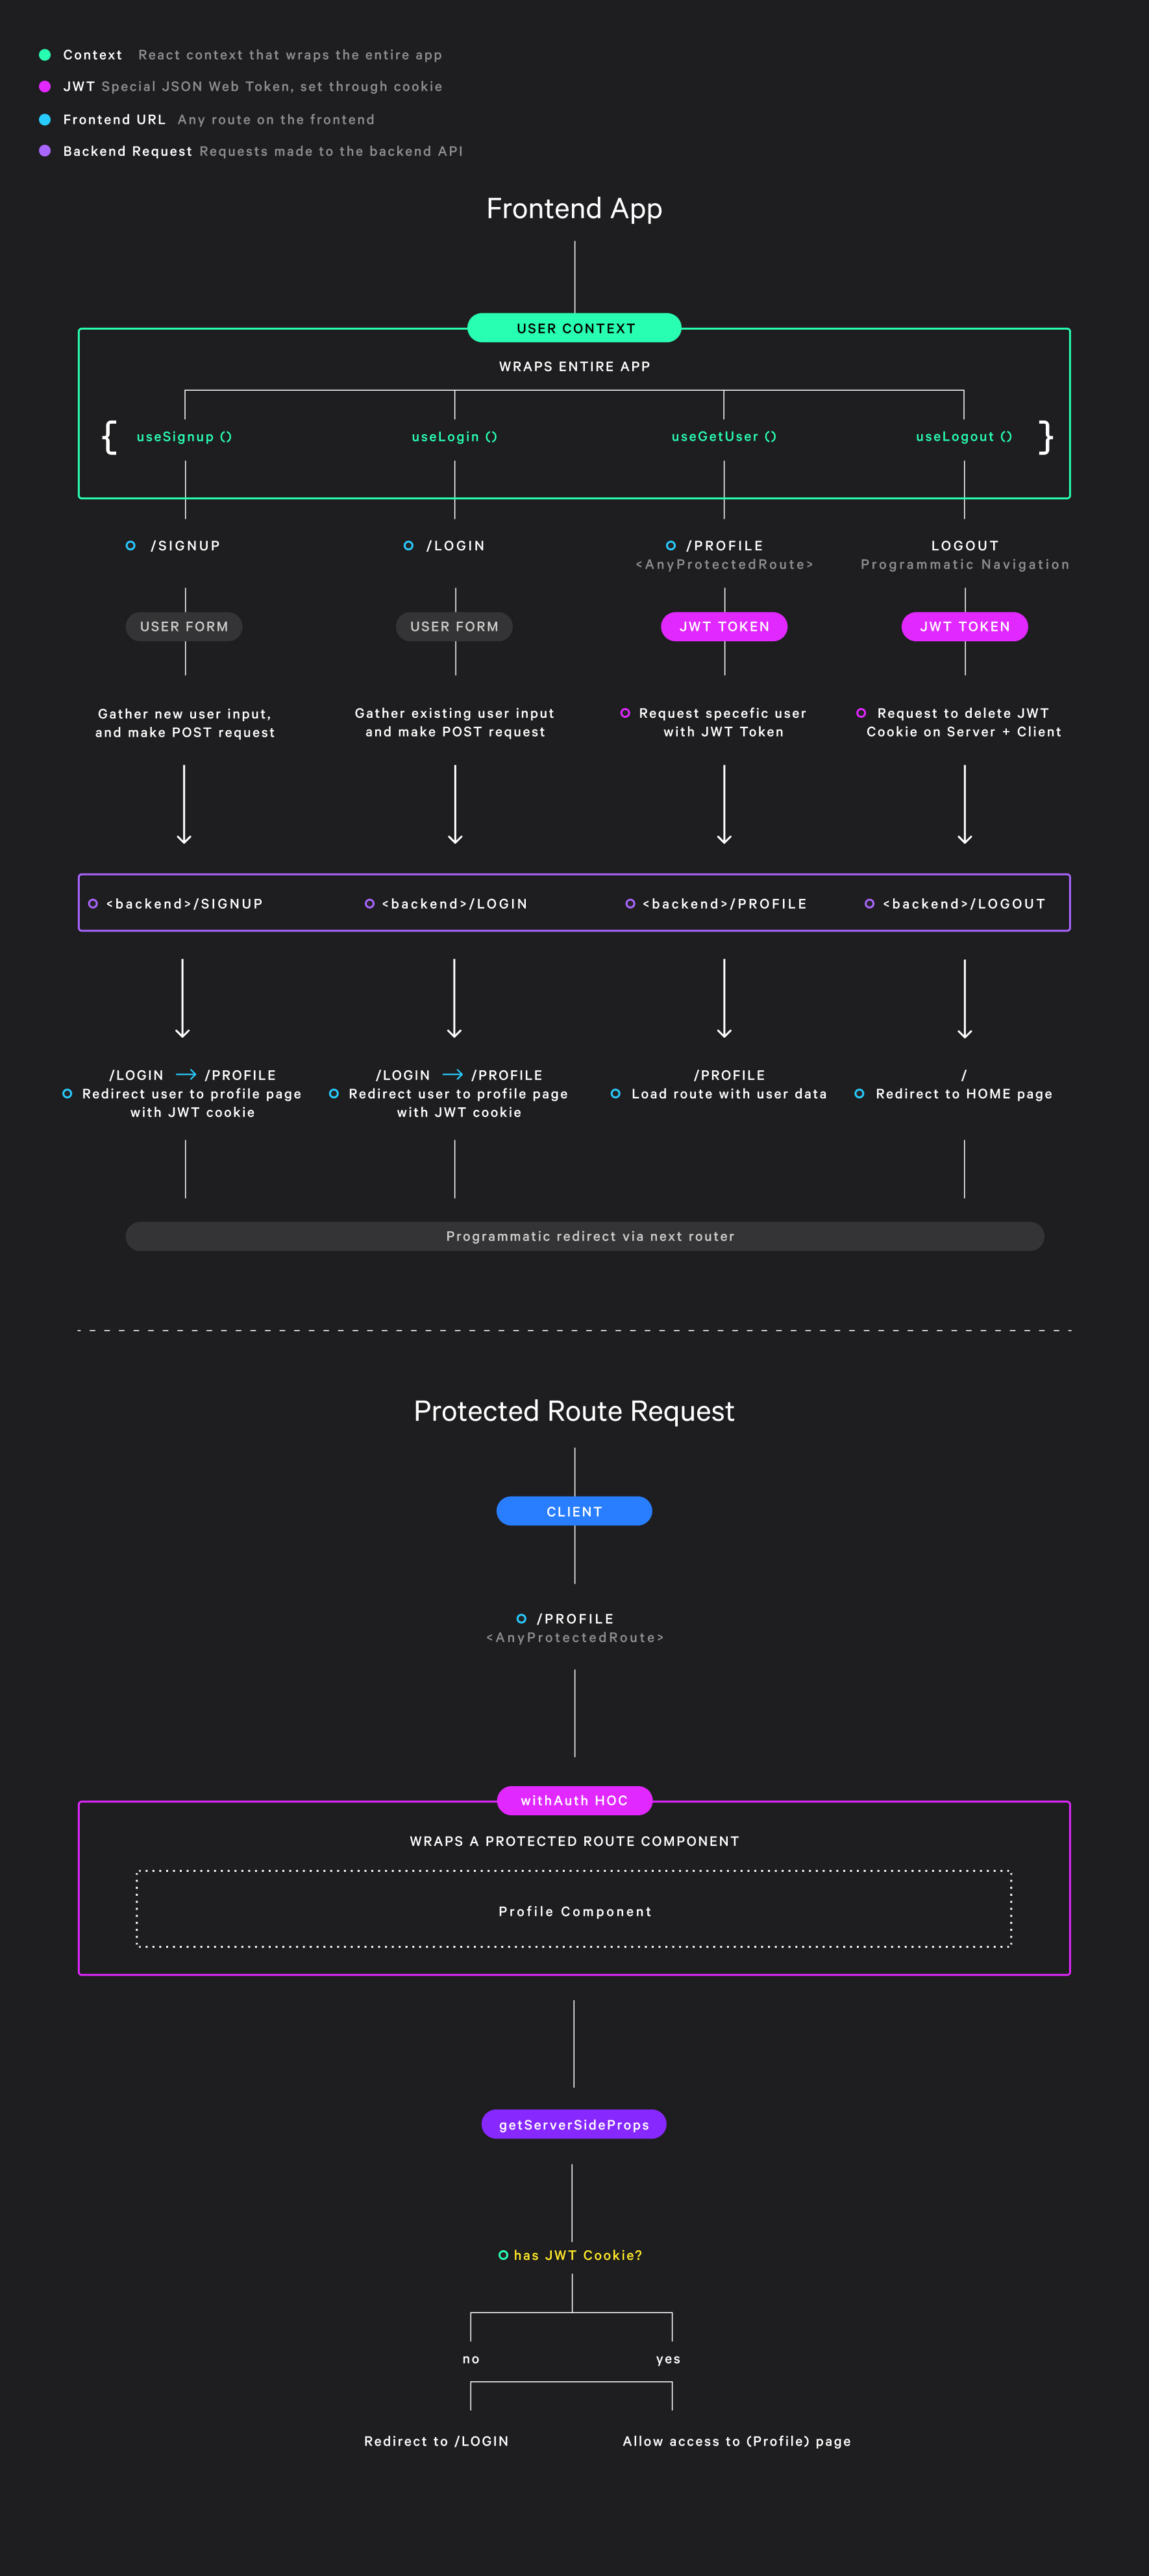 Context React context that wraps the entire app
JWT Special JSON Web Token, set through cookie
Frontend URL Any route on the frontend
Backend Request Requests made to the backend API
Frontend App
USER CONTEXT
WRAPS ENTIRE APP
{ useSignup () useLogin () useGetUser () useLogout () }
/SIGNUP /LOGIN /PROFILE LOGOUT
<AnyProtectedRoute> Programmatic Navigation
USER FORM USER FORM JWT TOKEN JWT TOKEN
Gather new user input, Gather existing user input Request specefic user Request to delete JWT
and make POST request and make POST request with JWT Token Cookie on Server + Client
<backend>/SIGNUP <backend>/LOGIN <backend>/PROFILE <backend>/LOGOUT
/LOGIN → /PROFILE /LOGIN → /PROFILE /PROFILE /
Redirect user to profile page Redirect user to profile page Load route with user data Redirect to HOME page
with JWT cookie with JWT cookie
Programmatic redirect via next router
Protected Route Request
CLIENT
/PROFILE
<AnyProtectedRoute>
withAuth HOC
WRAPS A PROTECTED ROUTE COMPONENT
Profile Component
getServerSideProps
has JWT Cookie?
no yes
Redirect to /LOGIN Allow access to (Profile) page